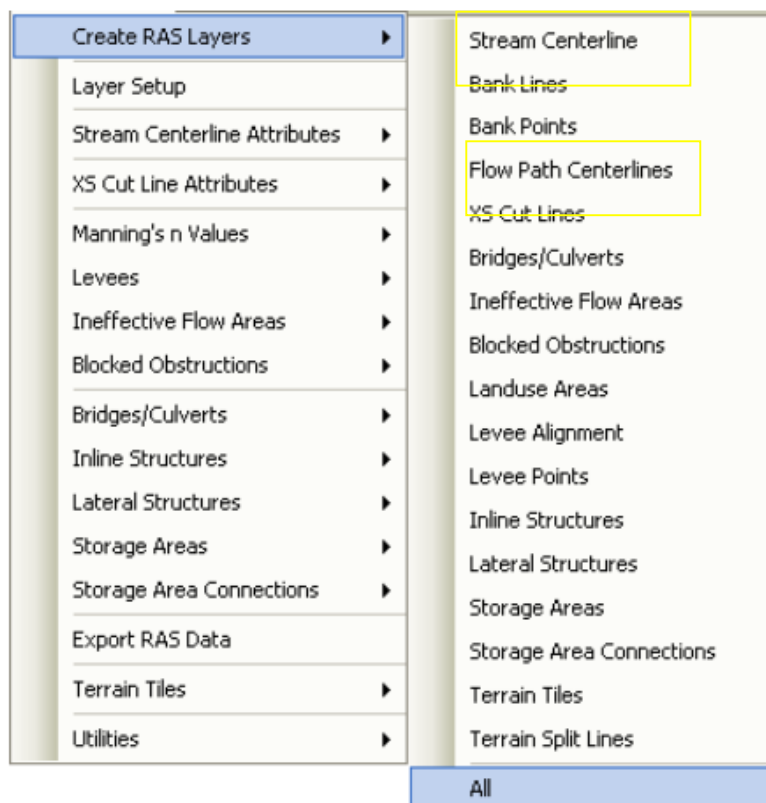 Create RAS Layers
Layer Setup
Stream Centerline Attributes
XS Cut Line Attributes
Manning's n Values
Levees
Ineffective Flow Areas
Blocked Obstructions
Bridges/Culverts
Inline Structures
Lateral Structures
Storage Areas
Storage Area Connections
Export RAS Data
Terrain Tiles
Utilities
Stream Centerline
Bank Lines
Bank Points
Flow Path Centerlines
XS Cut Lines
Bridges/Culverts
Ineffective Flow Areas
Blocked Obstructions
Landuse Areas
Levee Alignment
Levee Points
Inline Structures
Lateral Structures
Storage Areas
Storage Area Connections
Terrain Tiles
Terrain Split Lines
All